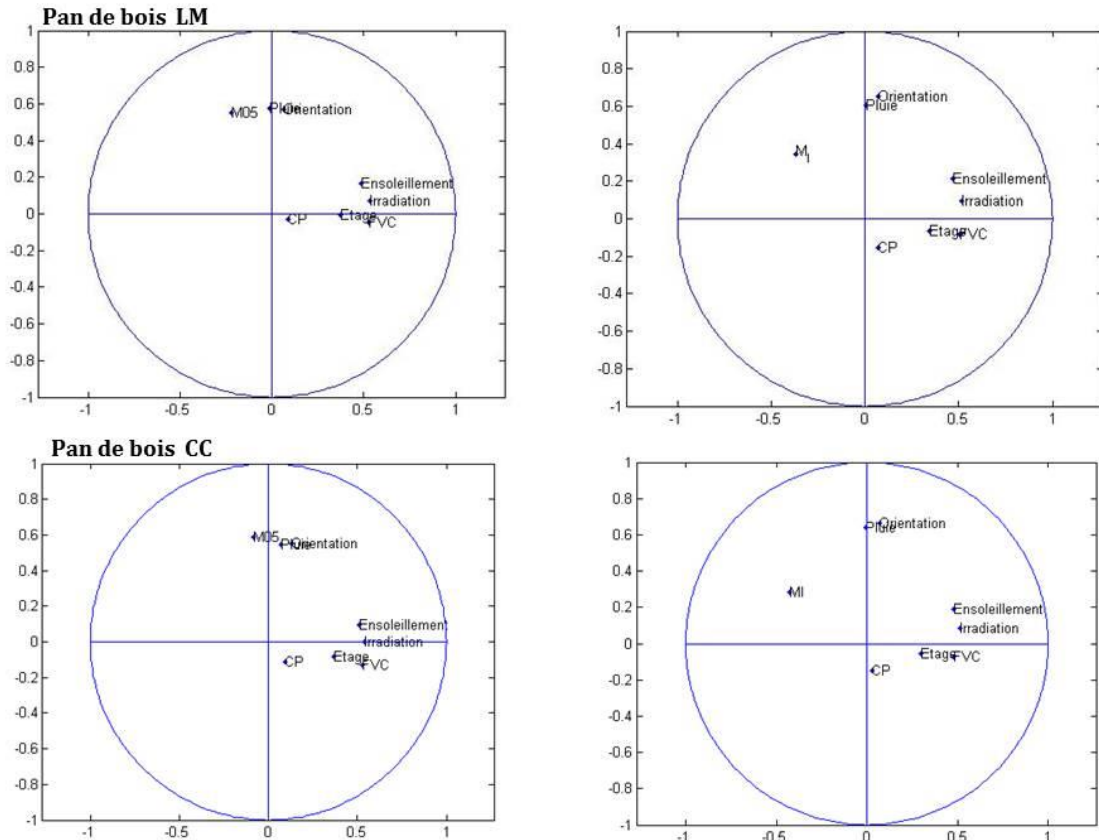 Pan de bois LM
1
0.8
0.6
0.4
0.2
0
-0.2
-0.4
-0.6
-0.8
-1
-1 -0.5 0 0.5 1
M05
Pluie
Orientation
Ensoleillement
Irradiation
CP
Etage
FVC
1
0.8
0.6
0.4
0.2
0
-0.2
-0.4
-0.6
-0.8
-1
-1 -0.5 0 0.5 1
Orientation
Pluie
MI
Ensoleillement
Irradiation
Etage
FVC
CP
Pan de bois CC
1
0.8
0.6
0.4
0.2
0
-0.2
-0.4
-0.6
-0.8
-1
-1 -0.5 0 0.5 1
M05
Pluie
Orientation
Ensoleillement
Irradiation
CP
Etage
FVC
1
0.8
0.6
0.4
0.2
0
-0.2
-0.4
-0.6
-0.8
-1
-1 -0.5 0 0.5 1
Orientation
Pluie
MI
Ensoleillement
Irradiation
Etage
FVC
CP